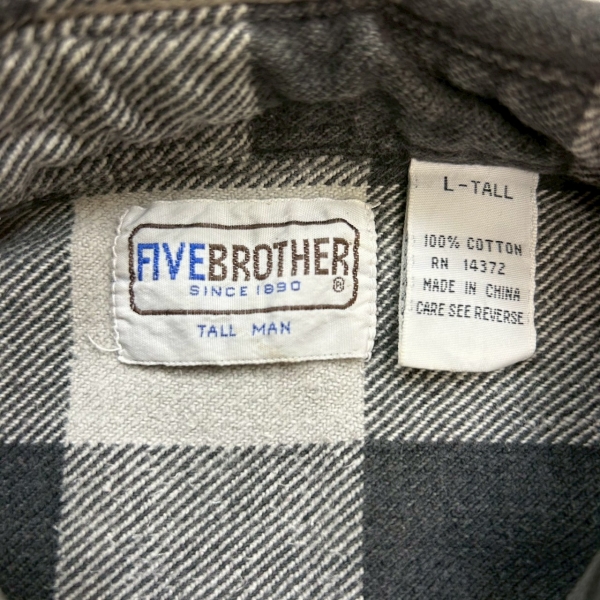 FIVEBROTHER
SINCE 1890
®
TALL MAN
L-TALL
100% COTTON
RN 14372
MADE IN CHINA
CARE SEE REVERSE